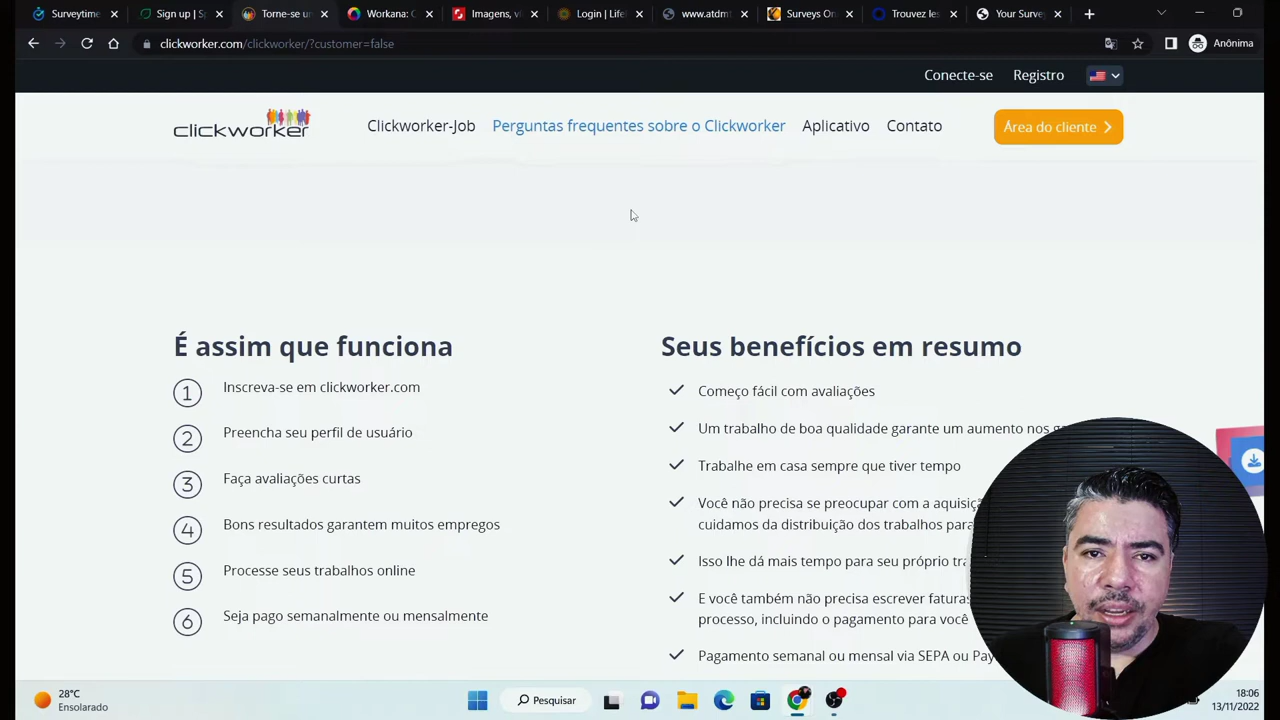 Surveytime
Sign up | S
Torne-se u
Workana: C
Imagens, v
Login | Life
www.atdmt
Surveys On
Trouvez les
Your Surve
clickworker.com/clickworker/?customer=false
Anônima
Conecte-se
Registro
clickworker
Clickworker-Job
Perguntas frequentes sobre o Clickworker
Aplicativo
Contato
Área do cliente
É assim que funciona
1 Inscreva-se em clickworker.com
2 Preencha seu perfil de usuário
3 Faça avaliações curtas
4 Bons resultados garantem muitos empregos
5 Processe seus trabalhos online
6 Seja pago semanalmente ou mensalmente
Seus benefícios em resumo
Começo fácil com avaliações
Um trabalho de boa qualidade garante um aumento nos
Trabalhe em casa sempre que tiver tempo
Você não precisa se preocupar com a aquisiç
cuidamos da distribuição dos trabalhos para
Isso lhe dá mais tempo para seu próprio
E você também não precisa escrever faturas
processo, incluindo o pagamento para você
Pagamento semanal ou mensal via SEPA ou Pay
28°C
Ensolarado
Pesquisar
18:06
13/11/2022